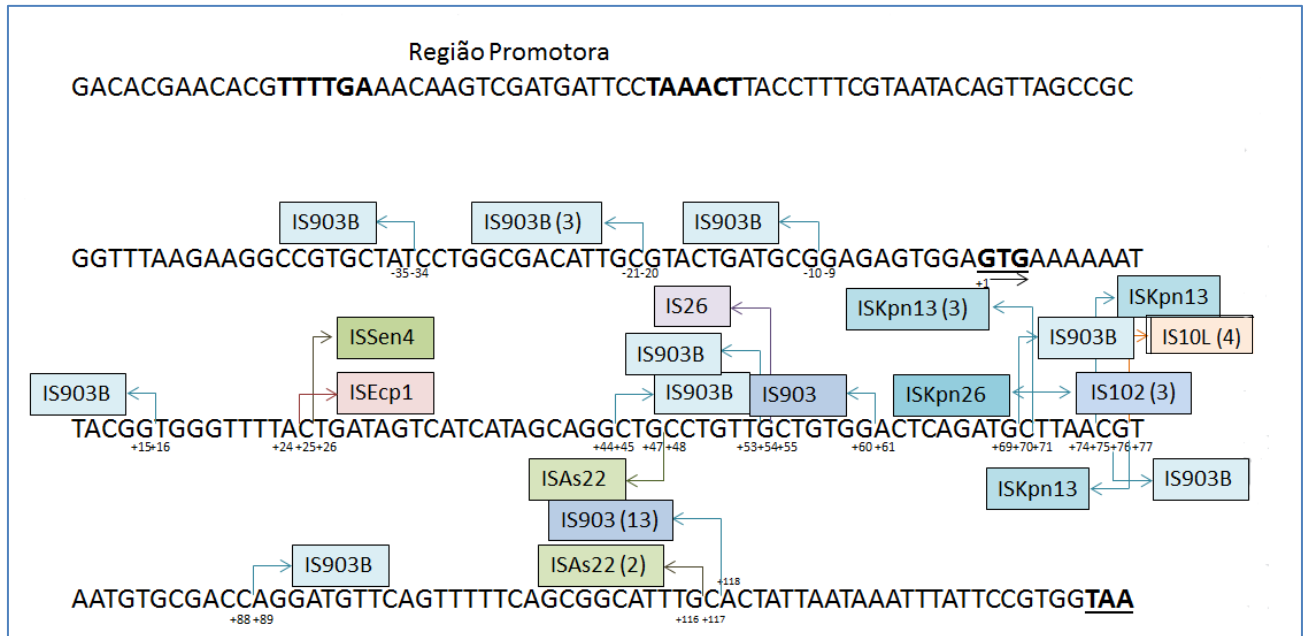 Região Promotora
GACACGAACACGTTTTGAAACAAGTCGATGATTCCTAAACTTACCTTTCGTAATACAGTTAGCCGC
IS903B IS903B (3) IS903B
GGTTTAAGAAGGCCGTGCTATCCTGGCGACATTGCGTACTGATGCGGAGAGTGGAGTGAAAAAAT
-35 -34 -21 -20 -10 -9 +1
IS26 ISKpn13 (3) ISKpn13
ISSen4 IS903B IS903B IS10L (4)
IS903B ISEcp1 IS903B IS903 ISKpn26 IS102 (3)
TACGGTGGGTTTTACTGATAGTCATCATAGCAGGCTGCCTGTTGCTGTGGACTCAGATGCTTAACGT
+15 +16 +24 +25 +26 +44 +45 +47 +48 +53 +54 +55 +60 +61 +69 +70 +71 +74 +75 +76 +77
ISAs22 ISKpn13 IS903B
IS903 (13)
IS903B ISAs22 (2)
+118
AATGTGCGACCAGGATGTTCAGTTTTTCAGCGGCATTTGCACTATTAATAAATTTATTCCGTGGTAA
+88 +89 +116 +117